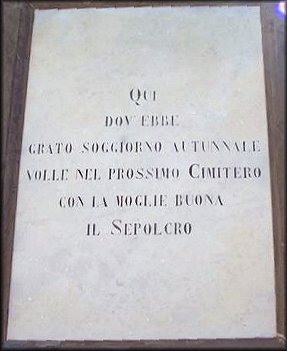 QUI
DOV'EBBE
GRATO SOGGIORNO AUTUNNALE
VOLLE NEL PROSSIMO CIMITERO
CON LA MOGLIE BUONA
IL SEPOLCRO